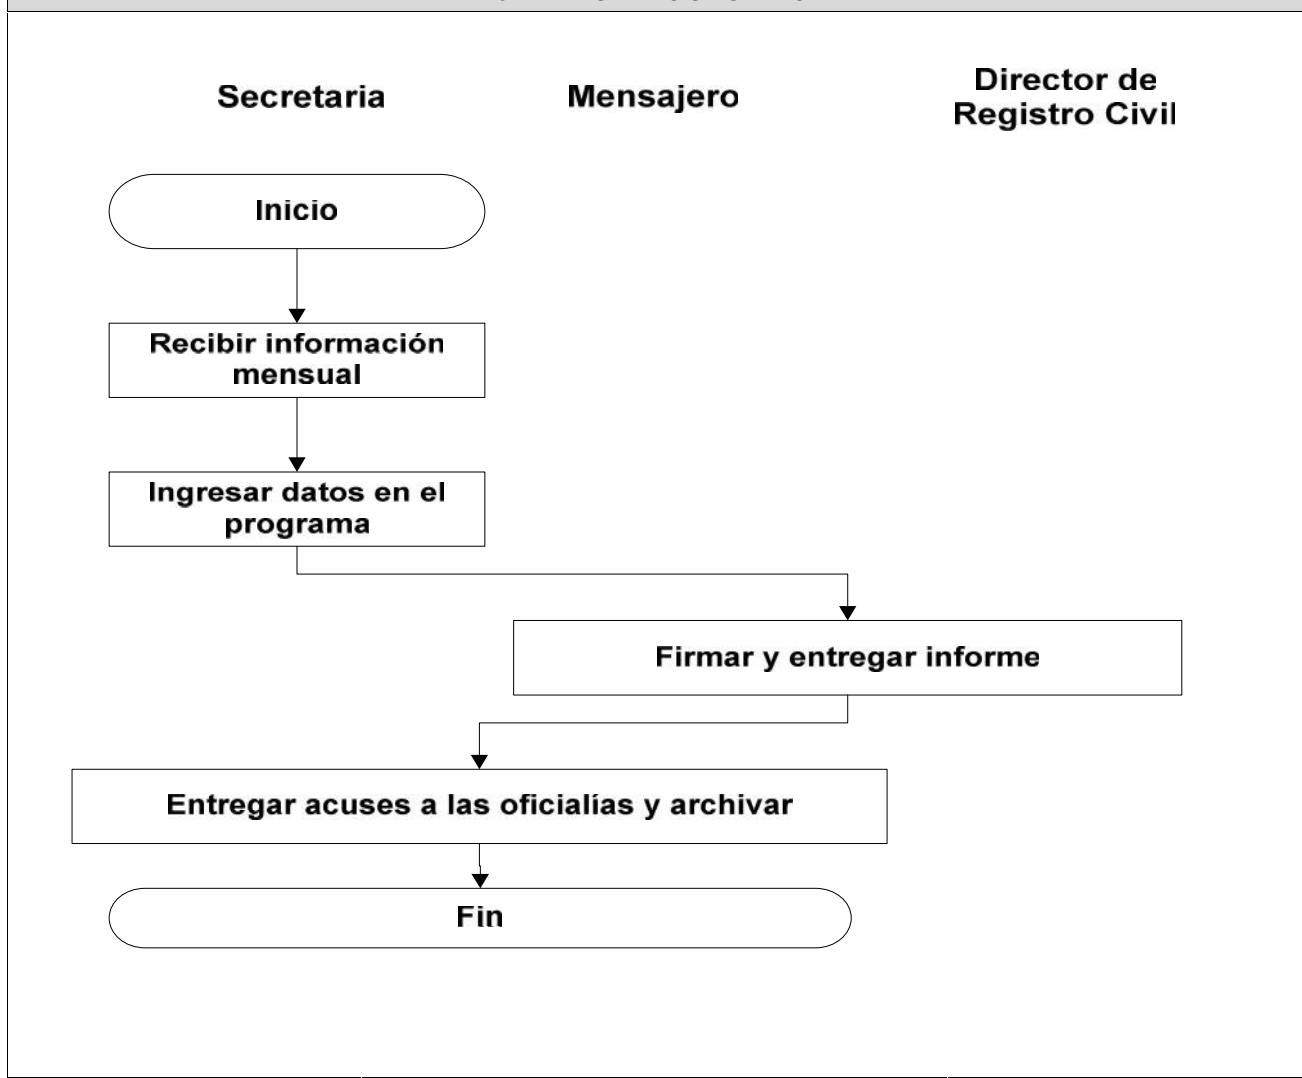 Secretaria
Mensajero
Director de
Registro Civil
Inicio
Recibir información
mensual
Ingresar datos en el
programa
Firmar y entregar informe
Entregar acuses a las oficialías y archivar
Fin